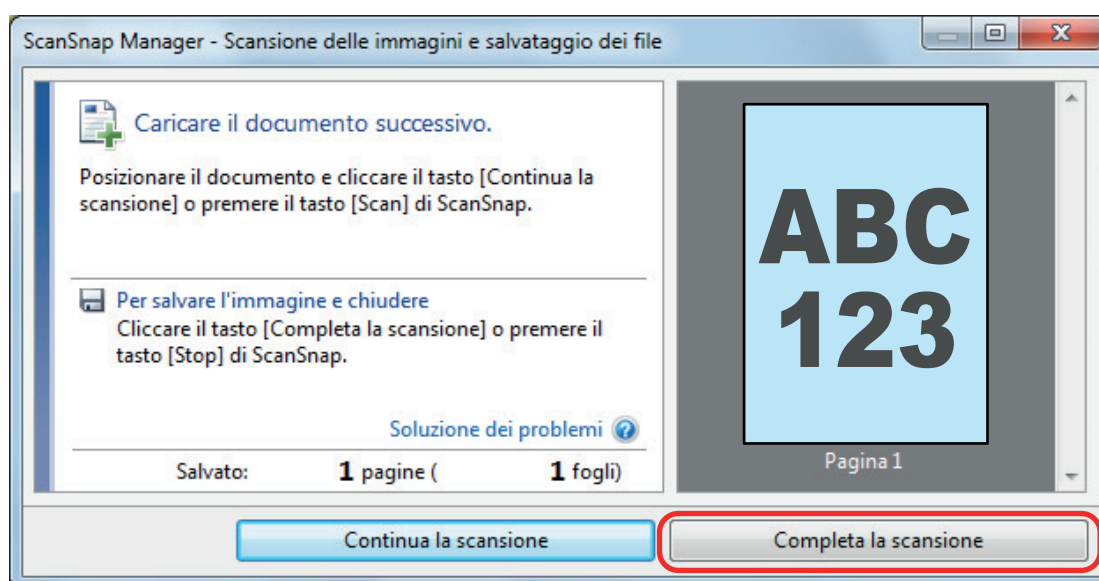 ScanSnap Manager - Scansione delle immagini e salvataggio dei file
Caricare il documento successivo.
Posizionare il documento e cliccare il tasto [Continua la
scansione] o premere il tasto [Scan] di ScanSnap.
Per salvare l'immagine e chiudere
Cliccare il tasto [Completa la scansione] o premere il
tasto [Stop] di ScanSnap.
Soluzione dei problemi
Salvato: 1 pagine ( 1 fogli)
ABC
123
Pagina 1
Continua la scansione
Completa la scansione